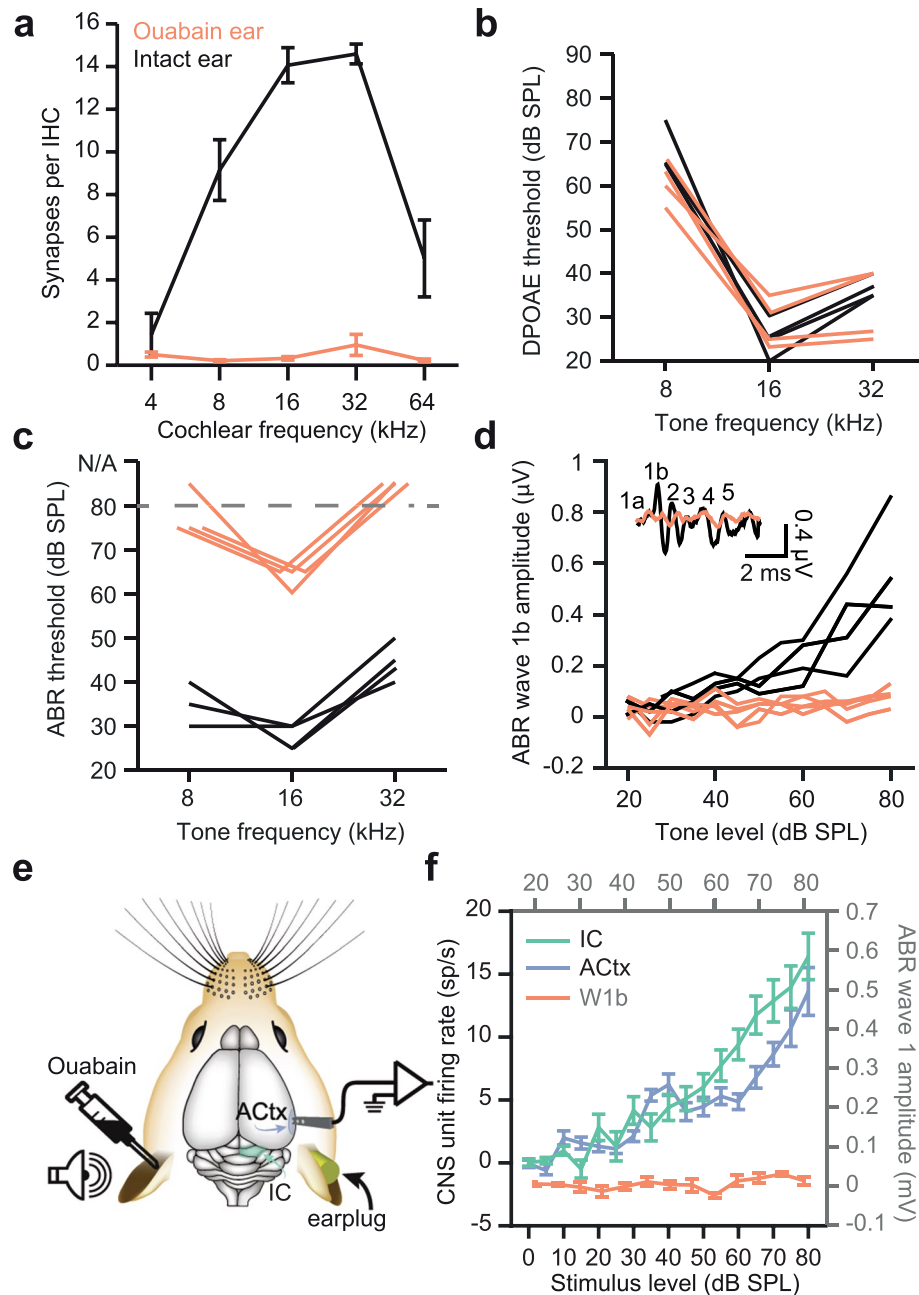 a
Ouabain ear
Intact ear
16
14
12
10
8
6
4
2
0
Synapses per IHC
4 8 16 32 64
Cochlear frequency (kHz)
b
90
80
70
60
50
40
30
20
DPOAE threshold (dB SPL)
8 16 32
Tone frequency (kHz)
c
N/A
80
70
60
50
40
30
20
ABR threshold (dB SPL)
8 16 32
Tone frequency (kHz)
d
1
0.8
0.6
0.4
0.2
0
-0.2
ABR wave 1b amplitude (µV)
1a 1b 2 3 4 5
0.4 µV
2 ms
20 40 60 80
Tone level (dB SPL)
e
Ouabain
ACtx
IC
earplug
f
20 30 40 50 60 70 80
20
15
10
5
0
-5
CNS unit firing rate (sp/s)
IC
ACtx
W1b
0.7
0.6
0.5
0.4
0.3
0.2
0.1
0
-0.1
ABR wave 1 amplitude (mV)
0 10 20 30 40 50 60 70 80
Stimulus level (dB SPL)